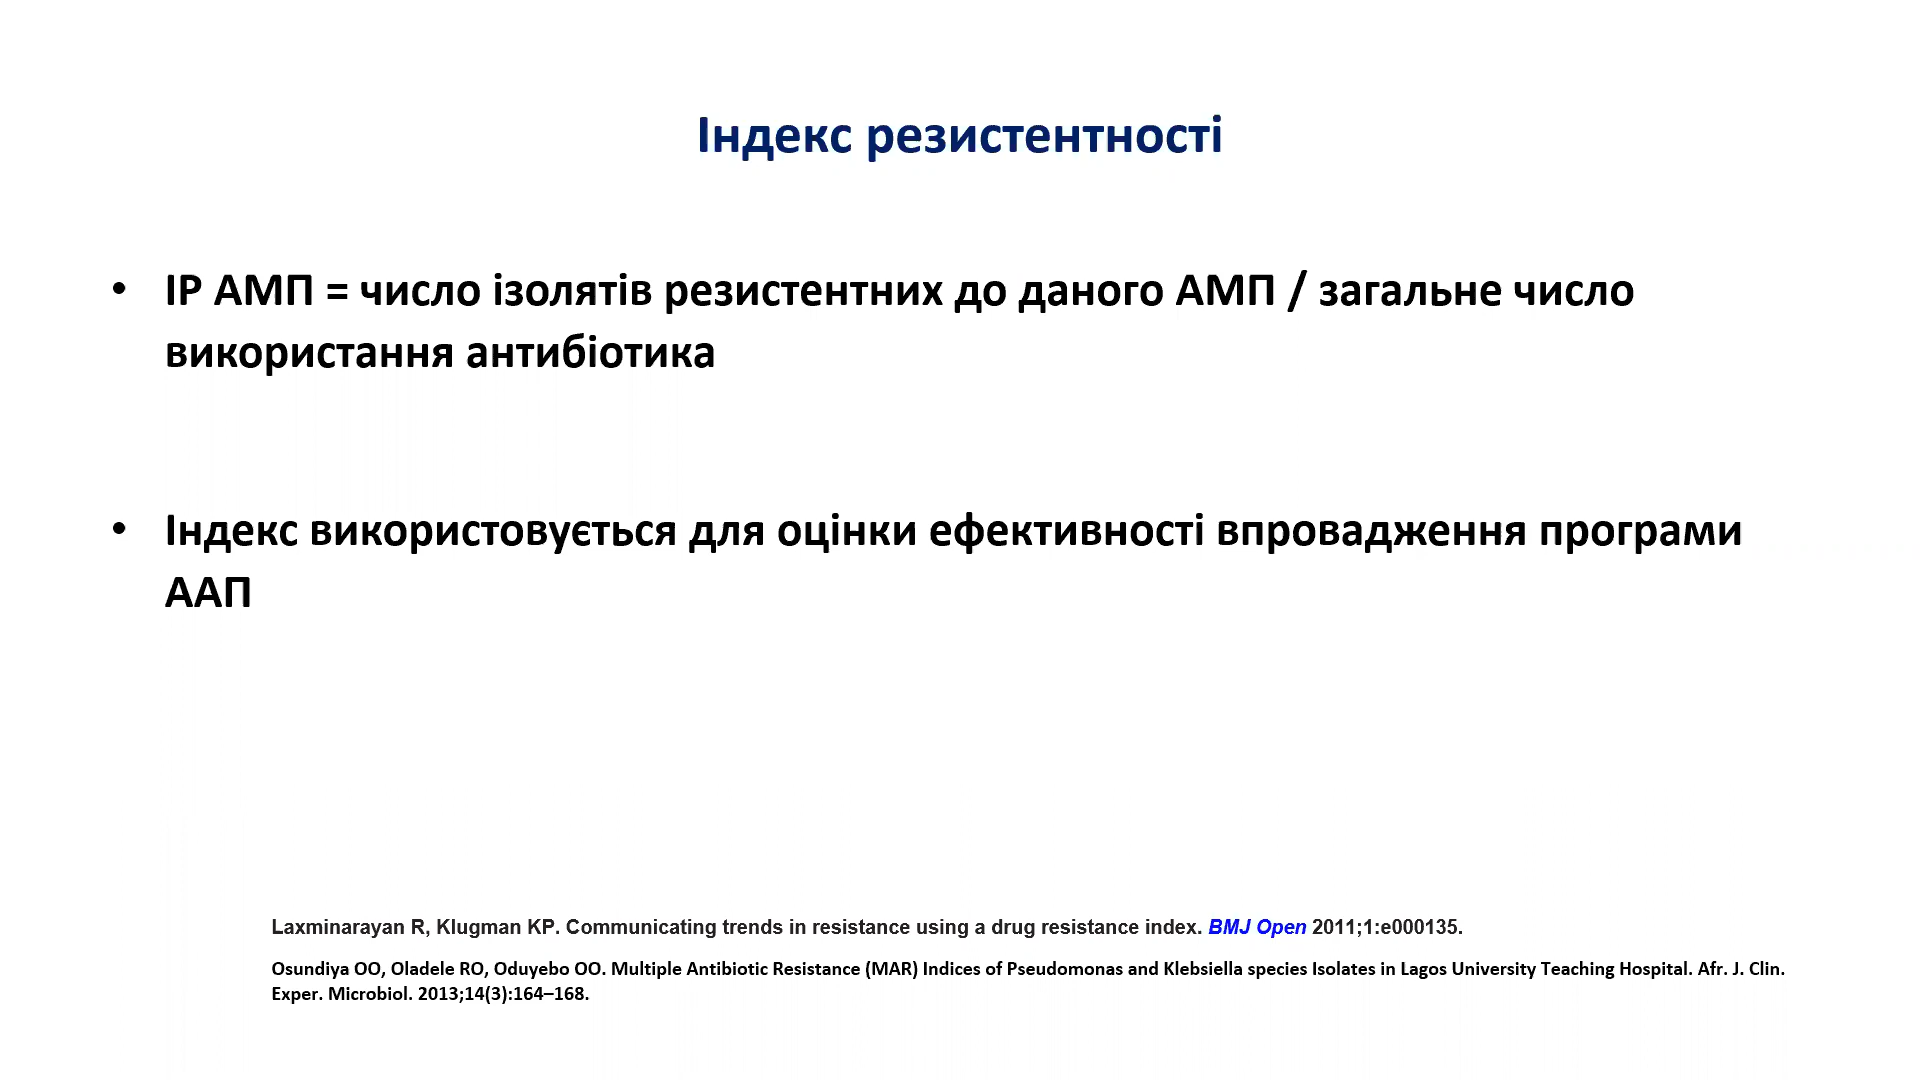 Індекс резистентності
• ІР АМП = число ізолятів резистентних до даного АМП / загальне число
використання антибіотика
• Індекс використовується для оцінки ефективності впровадження програми
ААП
Laxminarayan R, Klugman KP. Communicating trends in resistance using a drug resistance index. BMJ Open 2011;1:e000135.
Osundiya OO, Oladele RO, Oduyebo OO. Multiple Antibiotic Resistance (MAR) Indices of Pseudomonas and Klebsiella species Isolates in Lagos University Teaching Hospital. Afr. J. Clin.
Exper. Microbiol. 2013;14(3):164–168.